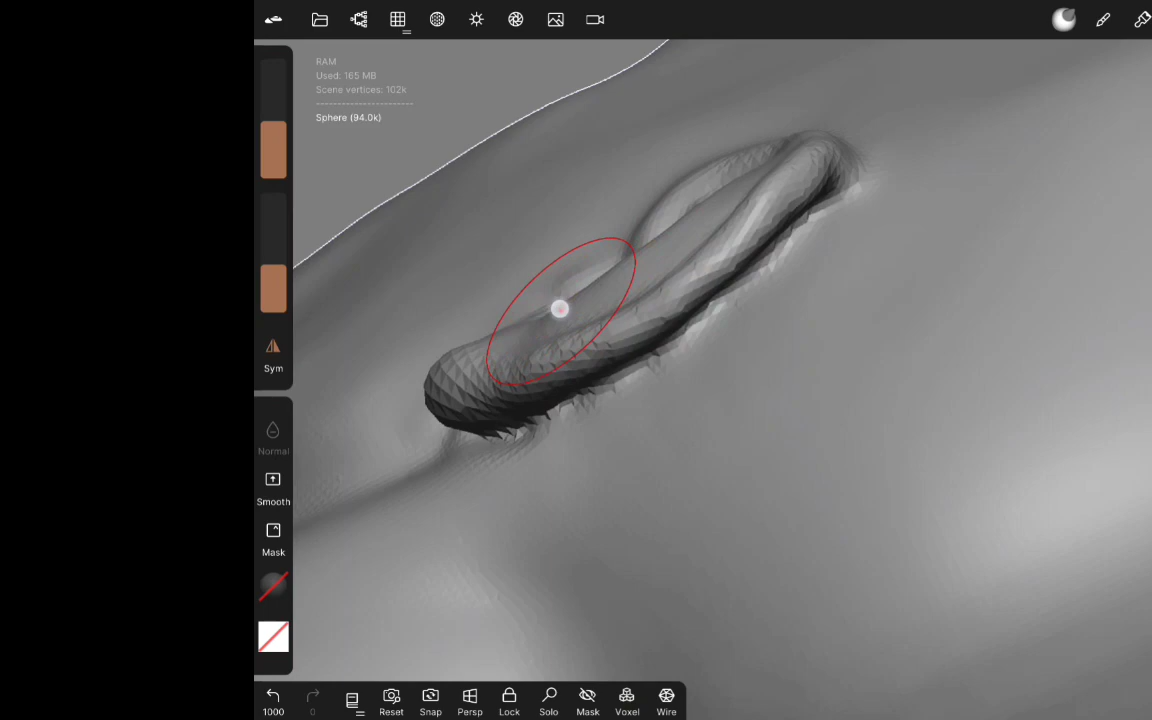 RAM
Used: 165 MB
Scene vertices: 102k
Sphere (94.0k)
Sym
Normal
Smooth
Mask
1000
0
Reset
Snap
Persp
Lock
Solo
Mask
Voxel
Wire